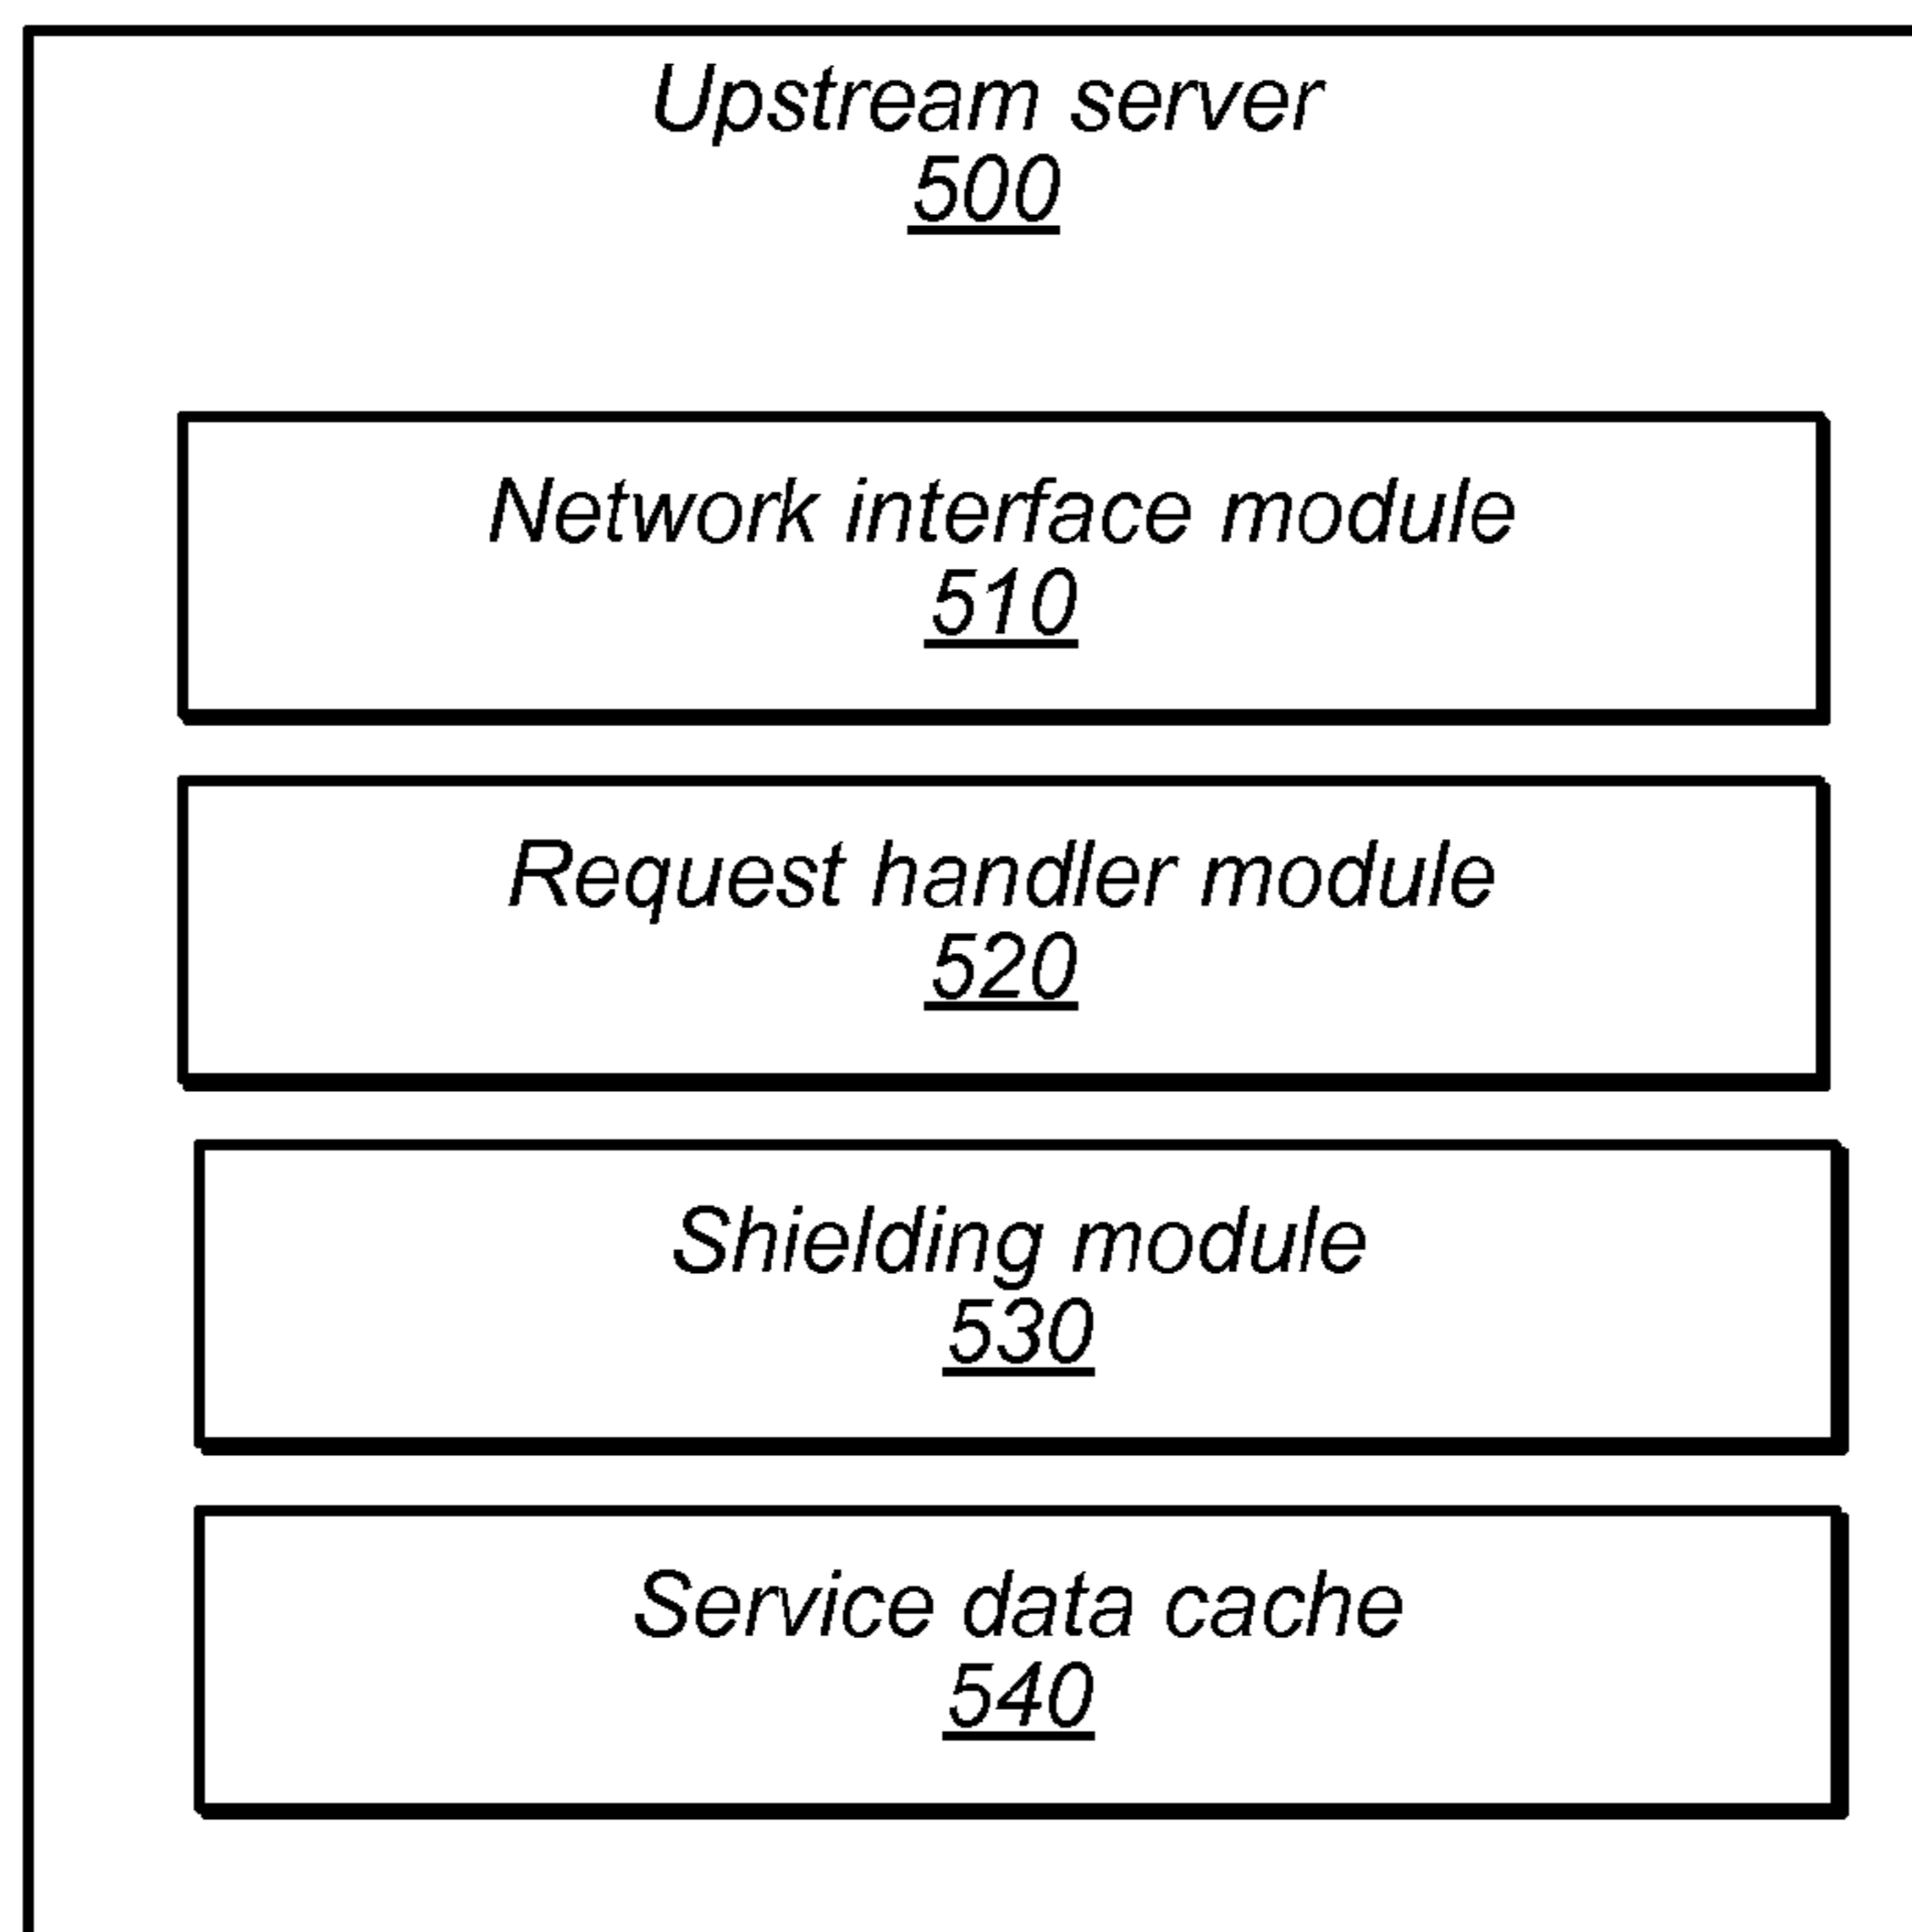 Upstream server
500
Network interface module
510
Request handler module
520
Shielding module
530
Service data cache
540